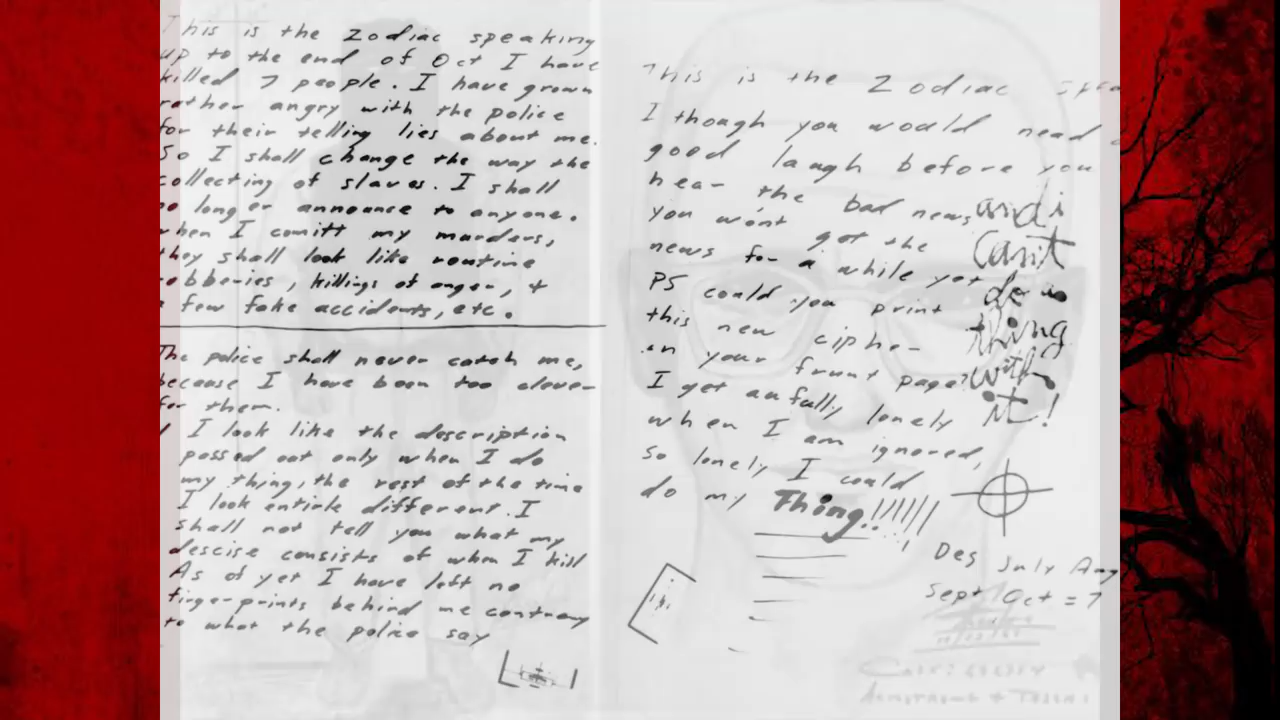 This is the Zodiac speaking
up to the end of Oct I have
killed 7 people. I have grown
rather angry with the police
for their telling lies about me.
So I shall change the way the
collecting of slaves. I shall
no longer announce to anyone.
when I comitt my murders,
they shall look like routine
robberies, killings of anger, +
a few fake accidents, etc.
The police shall never catch me,
because I have been too clever
for them.
1 I look like the description
passed out only when I do
my thing, the rest of the time
I look entirle different. I
shall not tell you what my
descise consists of when I kill
As of yet I have left no
fingerprints behind me contrary
to what the police say
This is the Zodiac spea
I though you would need a
good laugh before you
hear the bad news
you won't get the
news for a while yet
PS could you print
this new cipher
in your frunt page?
I get awfully lonely
when I am ignored,
so lonely I could
do my Thing!!!!!!
and i
cant
do a
thing
with
it!
Des July Aug
Sept Oct = 7